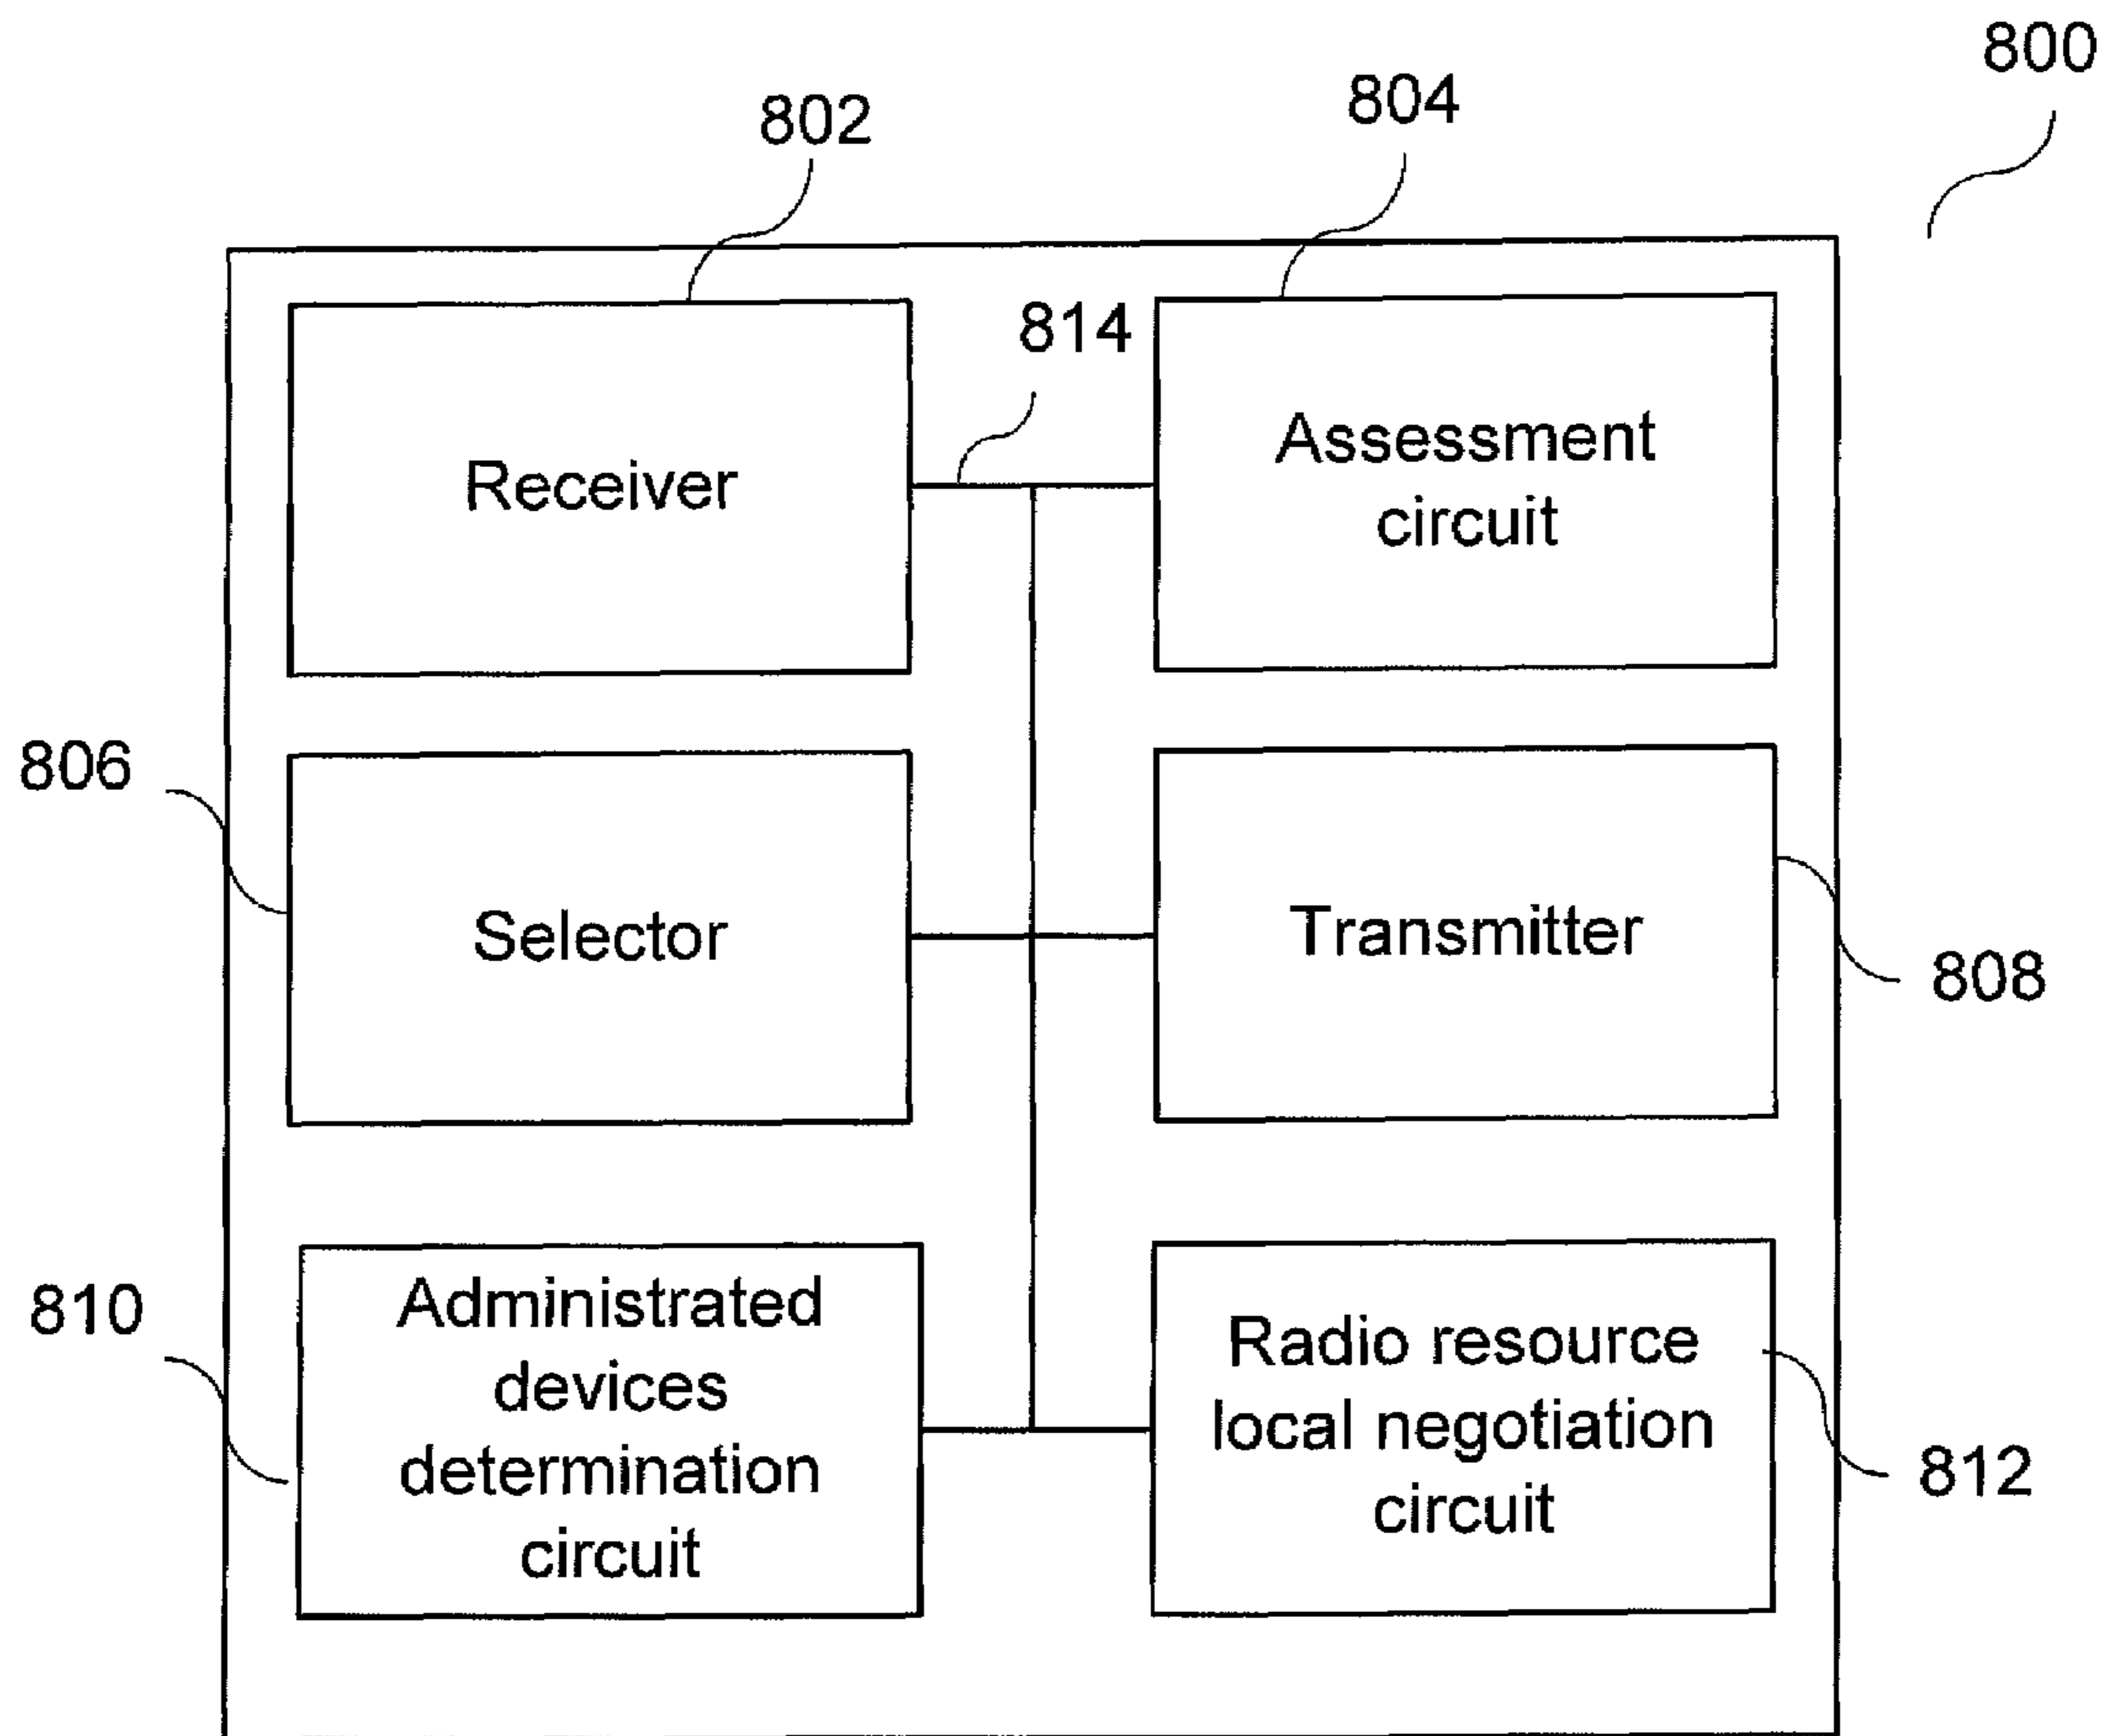 800
802
804
814
Receiver
Assessment
circuit
806
Selector
Transmitter
808
810
Administrated
devices
determination
circuit
Radio resource
local negotiation
circuit
812